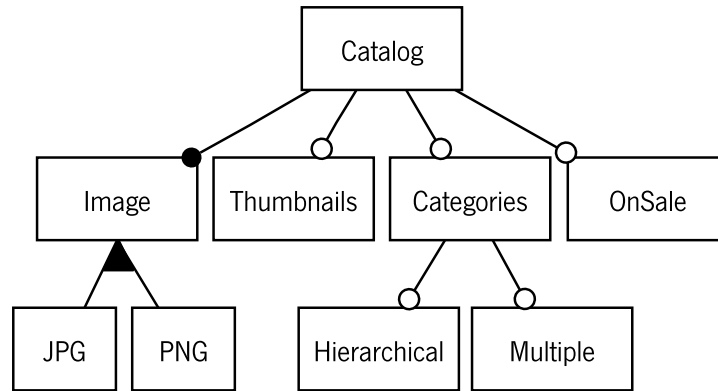 Catalog
Image
Thumbnails
Categories
OnSale
JPG
PNG
Hierarchical
Multiple